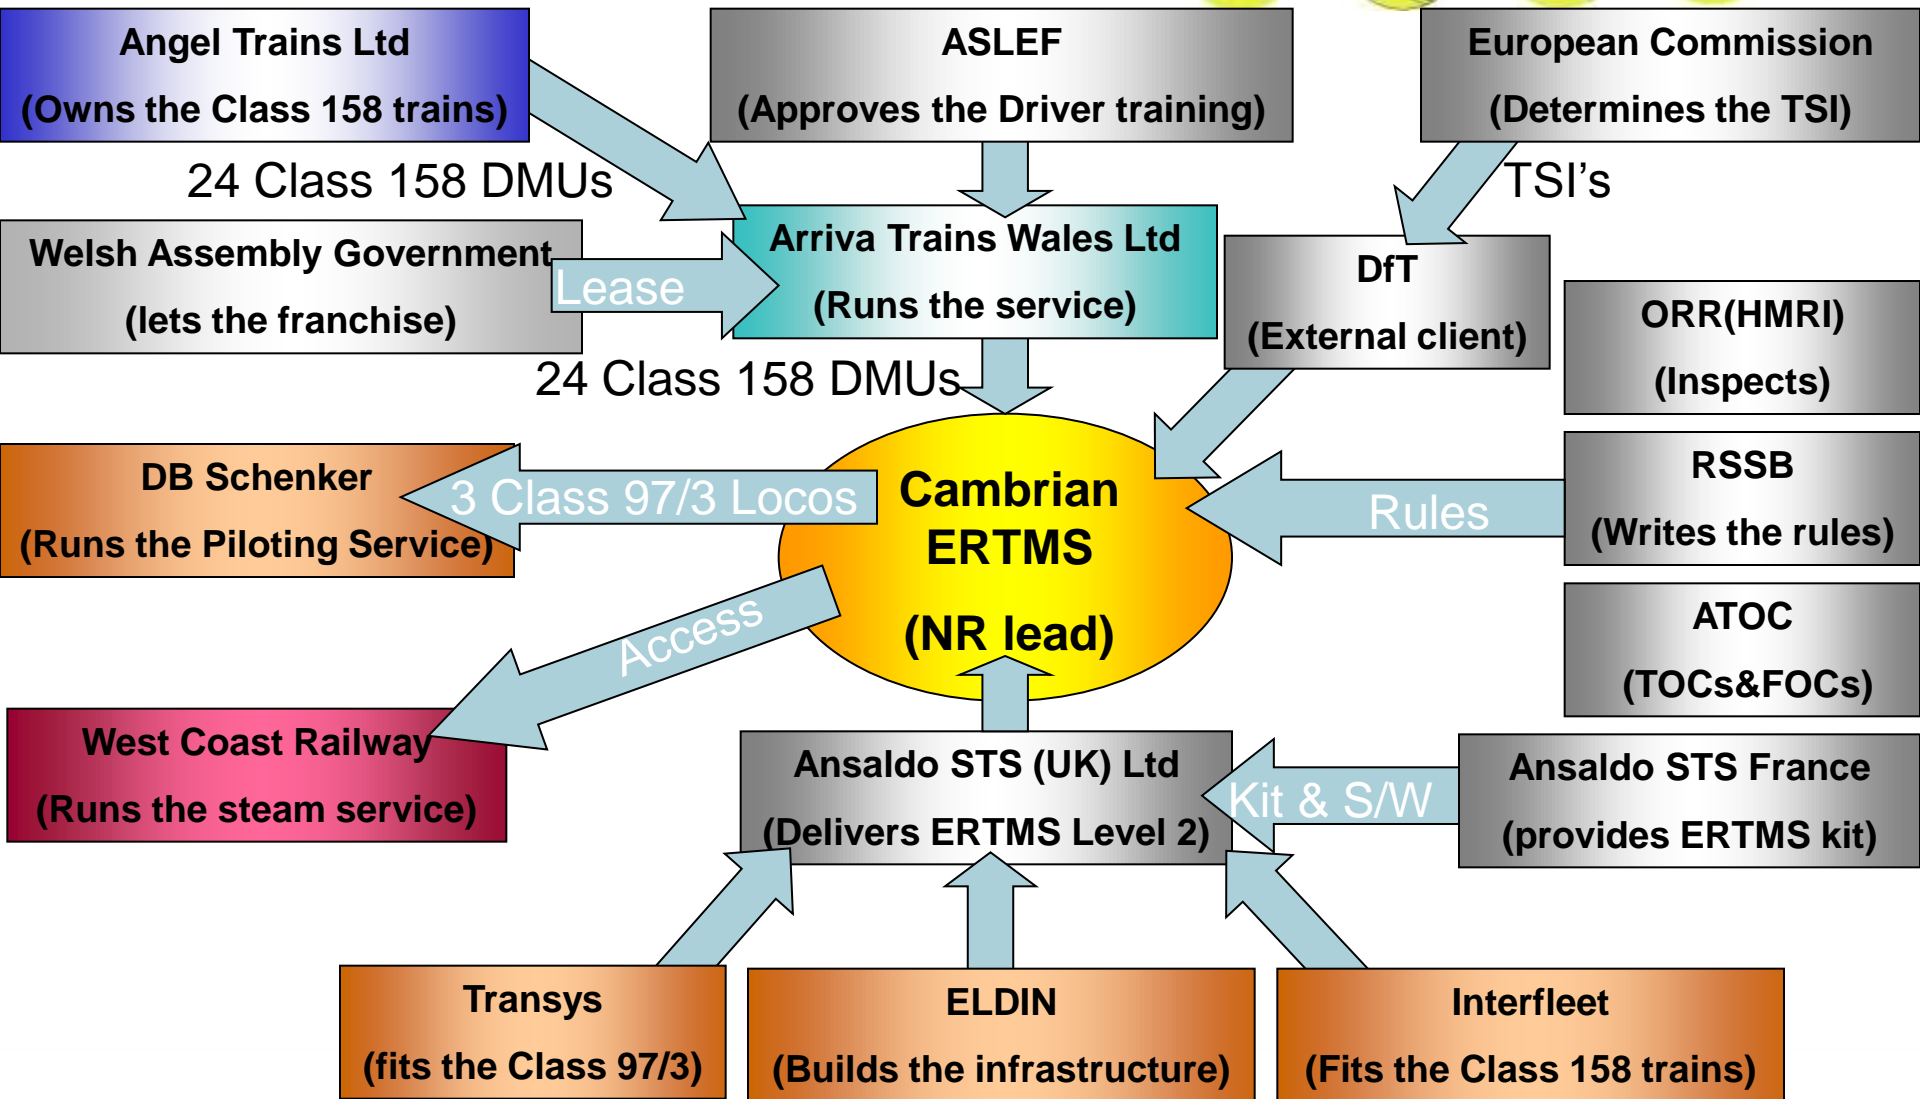 Angel Trains Ltd
(Owns the Class 158 trains)
ASLEF
(Approves the Driver training)
European Commission
(Determines the TSI)
24 Class 158 DMUs
TSI's
Welsh Assembly Government
(lets the franchise)
Lease
Arriva Trains Wales Ltd
(Runs the service)
DfT
(External client)
ORR(HMRI)
(Inspects)
24 Class 158 DMUs
DB Schenker
(Runs the Piloting Service)
3 Class 97/3 Locos
Cambrian
ERTMS
(NR lead)
Rules
RSSB
(Writes the rules)
Access
ATOC
(TOCs&FOCs)
West Coast Railway
(Runs the steam service)
Ansaldo STS (UK) Ltd
(Delivers ERTMS Level 2)
Kit & S/W
Ansaldo STS France
(provides ERTMS kit)
Transys
(fits the Class 97/3)
ELDIN
(Builds the infrastructure)
Interfleet
(Fits the Class 158 trains)